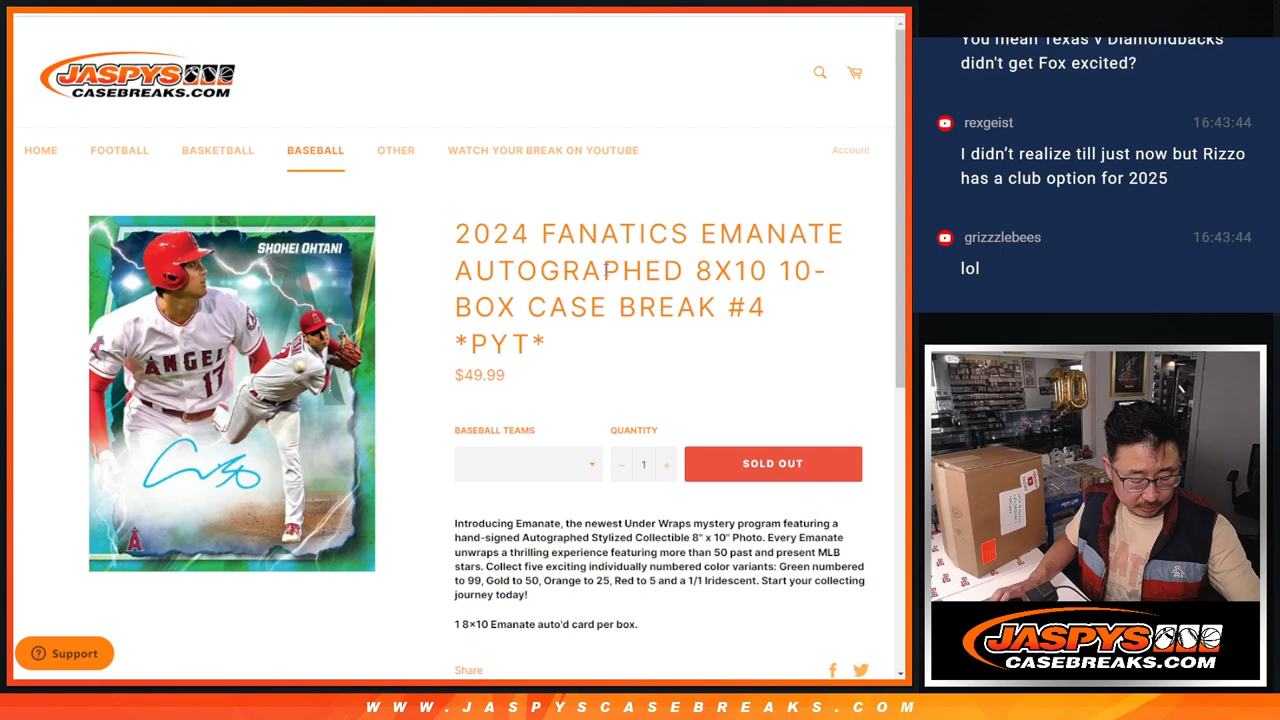 JASPYS
CASEBREAKS.COM
HOME
FOOTBALL
BASKETBALL
BASEBALL
OTHER
WATCH YOUR BREAK ON YOUTUBE
Account
SHOHEI OHTANI
ANGEL
17
2024 FANATICS EMANATE
AUTOGRAPHED 8X10 10-
BOX CASE BREAK #4
*PYT*
$49.99
BASEBALL TEAMS
QUANTITY
1
SOLD OUT
Introducing Emanate, the newest Under Wraps mystery program featuring a
hand-signed Autographed Stylized Collectible 8" x 10" Photo. Every Emanate
unwraps a thrilling experience featuring more than 50 past and present MLB
stars. Collect five exciting individually numbered color variants: Green numbered
to 99, Gold to 50, Orange to 25, Red to 5 and a 1/1 Iridescent. Start your collecting
journey today!
1 8x10 Emanate auto'd card per box.
Share
Support
You mean Texas v Diamondbacks
didn't get Fox excited?
rexgeist
16:43:44
I didn't realize till just now but Rizzo
has a club option for 2025
grizzzlebees
16:43:44
lol
10
JASPYS
CASEBREAKS.COM
WWW.JASPYSCASEBREAKS.COM